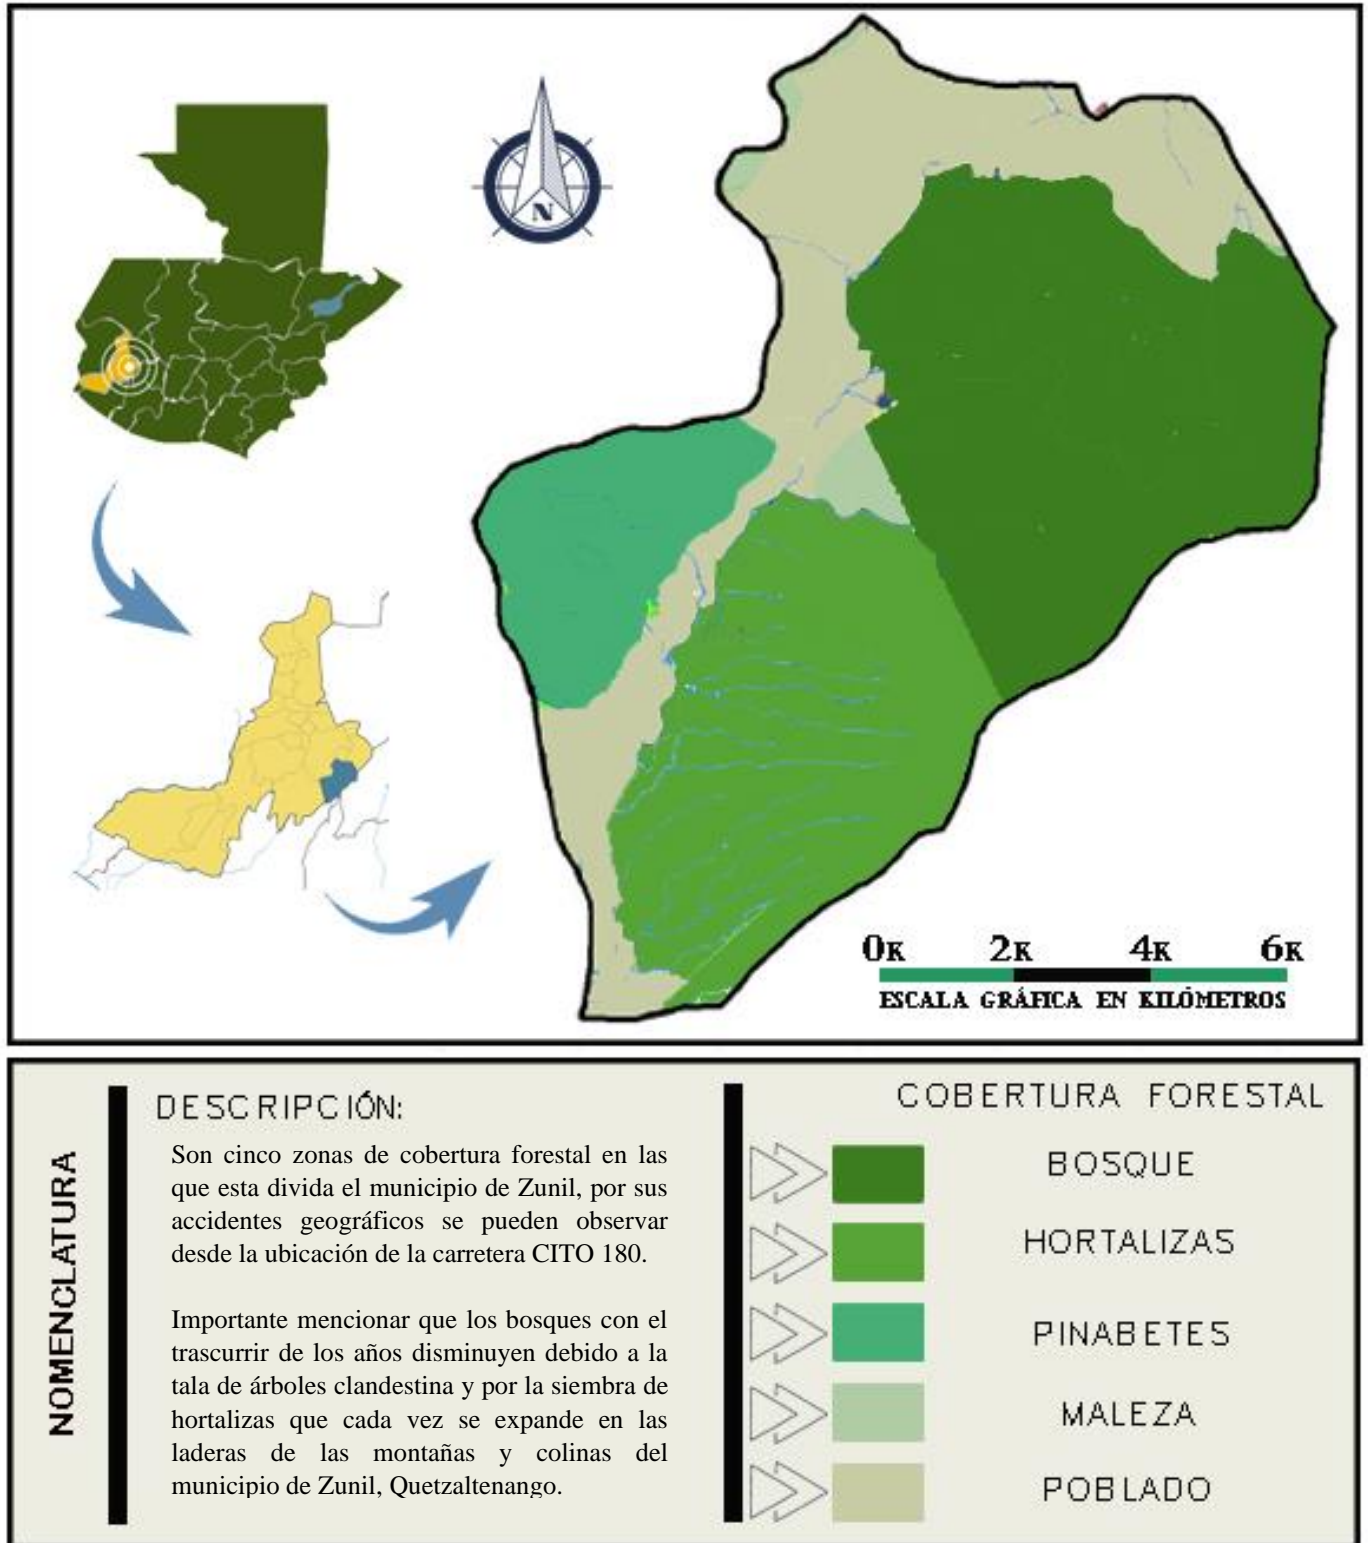 N
0K 2K 4K 6K
ESCALA GRÁFICA EN KILÓMETROS
NOMENCLATURA
DESCRIPCIÓN:
Son cinco zonas de cobertura forestal en las
que esta divida el municipio de Zunil, por sus
accidentes geográficos se pueden observar
desde la ubicación de la carretera CITO 180.
Importante mencionar que los bosques con el
trascurrir de los años disminuyen debido a la
tala de árboles clandestina y por la siembra de
hortalizas que cada vez se expande en las
laderas de las montañas y colinas del
municipio de Zunil, Quetzaltenango.
COBERTURA FORESTAL
BOSQUE
HORTALIZAS
PINABETES
MALEZA
POBLADO